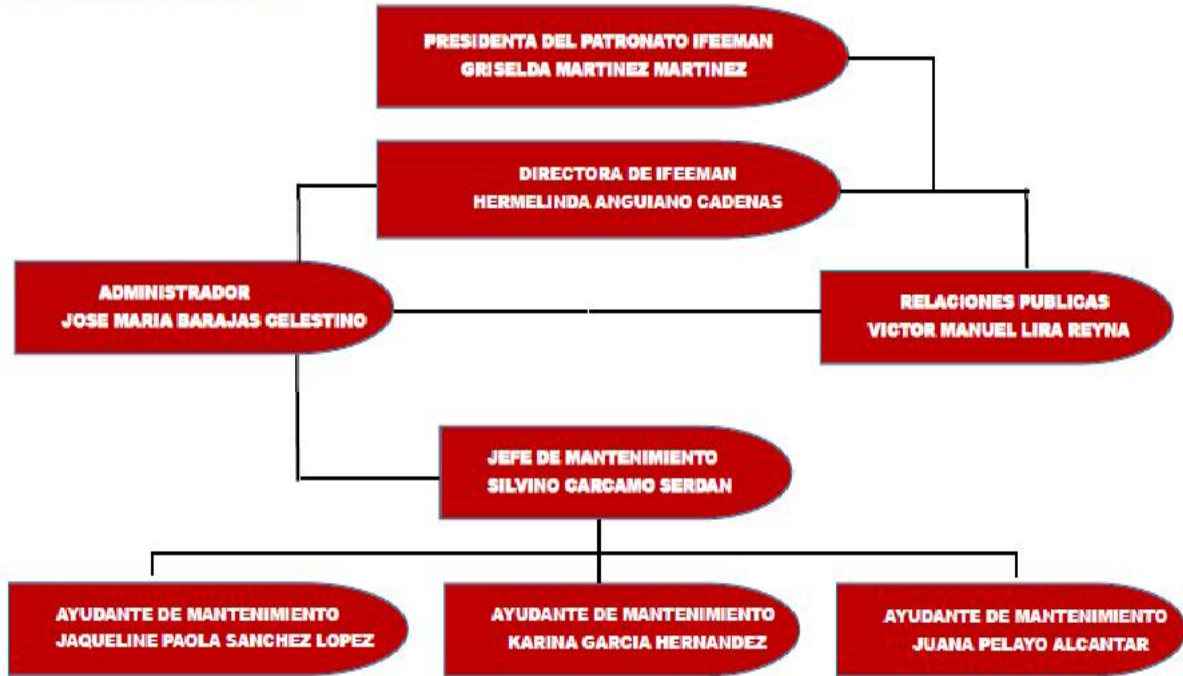 PRESIDENTA DEL PATRONATO IFEEMAN
GRISELDA MARTINEZ MARTINEZ
DIRECTORA DE IFEEMAN
HERMELINDA ANGUIANO CADENAS
ADMINISTRADOR
JOSE MARIA BARAJAS CELESTINO
RELACIONES PUBLICAS
VICTOR MANUEL LIRA REYNA
JEFE DE MANTENIMIENTO
SILVINO CARCAMO SERDAN
AYUDANTE DE MANTENIMIENTO
JAQUELINE PAOLA SANCHEZ LOPEZ
AYUDANTE DE MANTENIMIENTO
KARINA GARCIA HERNANDEZ
AYUDANTE DE MANTENIMIENTO
JUANA PELAYO ALCANTAR